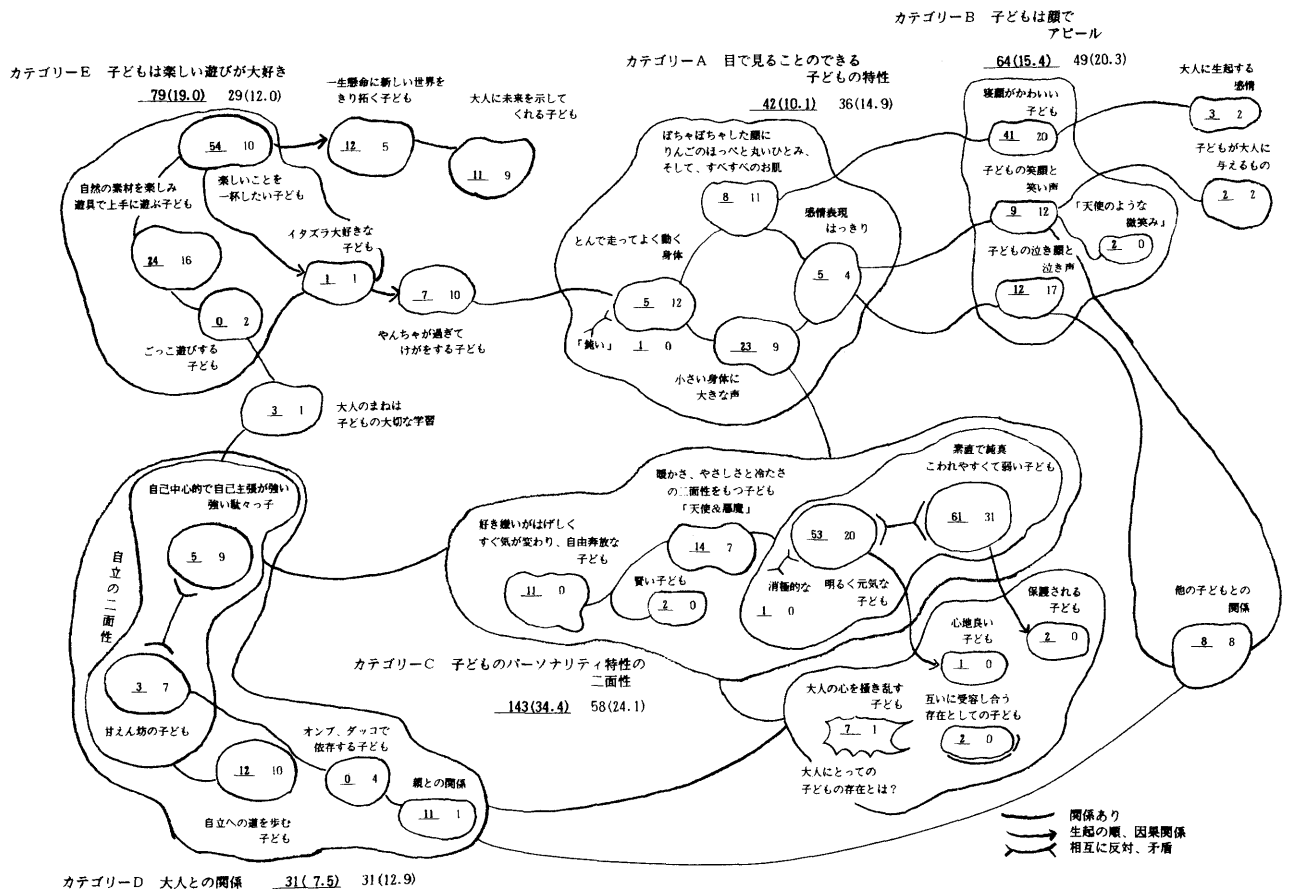 カテゴリーE 子どもは楽しい遊びが大好き
79(19.0) 29(12.0)
一生懸命に新しい世界を
きり拓く子ども
大人に未来を示して
くれる子ども
54 10
12 5
11 9
自然の素材を楽しみ
遊具で上手に遊ぶ子ども
楽しいことを
一杯したい子ども
イタズラ大好きな
子ども
24 16
1 1
7 10
0 2
やんちゃが過ぎて
けがをする子ども
ごっこ遊びする
子ども
3 1
大人のまねは
子どもの大切な学習
カテゴリーA 目で見ることのできる
子どもの特性
42(10.1) 36(14.9)
ぽちゃぽちゃした顔に
りんごのほっぺと丸いひとみ、
そして、すべすべのお肌
8 11
感情表現
はっきり
とんで走ってよく動く
身体
5 4
5 12
「鈍い」
1 0
23 9
小さい身体に
大きな声
カテゴリーB 子どもは顔で
アピール
64(15.4) 49(20.3)
大人に生起する
感情
寝顔がかわいい
子ども
3 2
41 20
子どもが大人に
与えるもの
子どもの笑顔と
笑い声
2 2
9 12
「天使のような
微笑み」
2 0
子どもの泣き顔と
泣き声
12 17
自己中心的で自己主張が強い
強い駄々っ子
5 9
自立の二面性
3 7
甘えん坊の子ども
オンブ、ダッコで
依存する子ども
12 10
0 4
親との関係
11 1
自立への道を歩む
子ども
カテゴリーD 大人との関係 31(7.5) 31(12.9)
暖かさ、やさしさと冷たさ
の二面性をもつ子ども
「天使&悪魔」
素直で純真
こわれやすくて弱い子ども
好き嫌いがはげしく
すぐ気が変わり、自由奔放な
子ども
14 7
53 20
61 31
11 0
賢い子ども
2 0
消極的な
1 0
明るく元気な
子ども
カテゴリーC 子どものパーソナリティ特性の
二面性
143(34.4) 58(24.1)
保護される
子ども
2 0
心地良い
子ども
1 0
大人の心を掻き乱す
子ども
7 1
互いに受容し合う
存在としての子ども
2 0
大人にとっての
子どもの存在とは?
他の子どもとの
関係
8 8
関係あり
生起の順、因果関係
相互に反対、矛盾